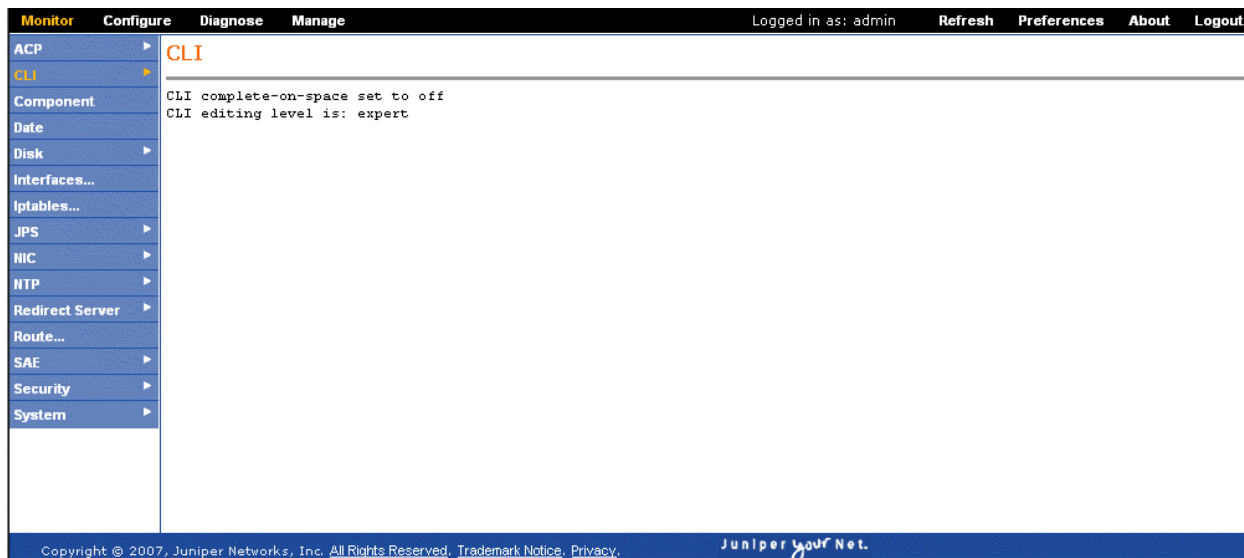 Monitor Configure Diagnose Manage Logged in as: admin Refresh Preferences About Logout
ACP
CLI
Component
Date
Disk
Interfaces...
Iptables...
JPS
NIC
NTP
Redirect Server
Route...
SAE
Security
System
CLI
CLI complete-on-space set to off
CLI editing level is: expert
Copyright © 2007, Juniper Networks, Inc. All Rights Reserved. Trademark Notice. Privacy.
Juniper your Net.